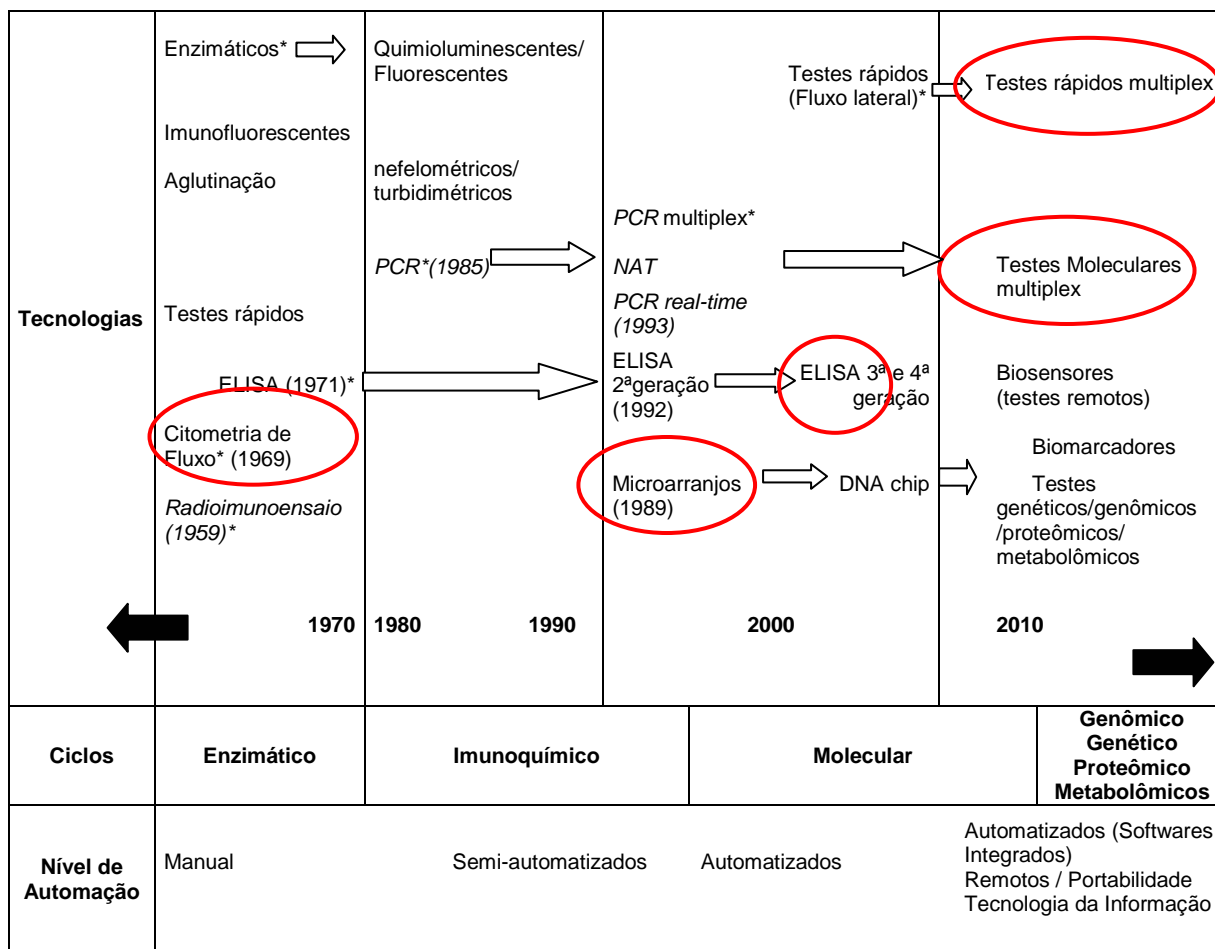 Tecnologias
Enzimáticos*
Imunofluorescentes
Aglutinação
Testes rápidos
ELISA (1971)*
Citometria de
Fluxo* (1969)
Radioimunoensaio
(1959)*
Quimioluminescentes/
Fluorescentes
nefelométricos/
turbidimétricos
PCR*(1985)
PCR multiplex*
NAT
PCR real-time
(1993)
ELISA
2ªgeração
(1992)
Microarranjos
(1989)
Testes rápidos
(Fluxo lateral)*
ELISA 3ª e 4ª
geração
DNA chip
Testes rápidos multiplex
Testes Moleculares
multiplex
Biosensores
(testes remotos)
Biomarcadores
Testes
genéticos/genômicos
/proteômicos/
metabolômicos
1970 1980 1990 2000 2010
Ciclos
Enzimático
Imunoquímico
Molecular
Genômico
Genético
Proteômico
Metabolômicos
Nível de
Automação
Manual
Semi-automatizados
Automatizados
Automatizados (Softwares
Integrados)
Remotos / Portabilidade
Tecnologia da Informação